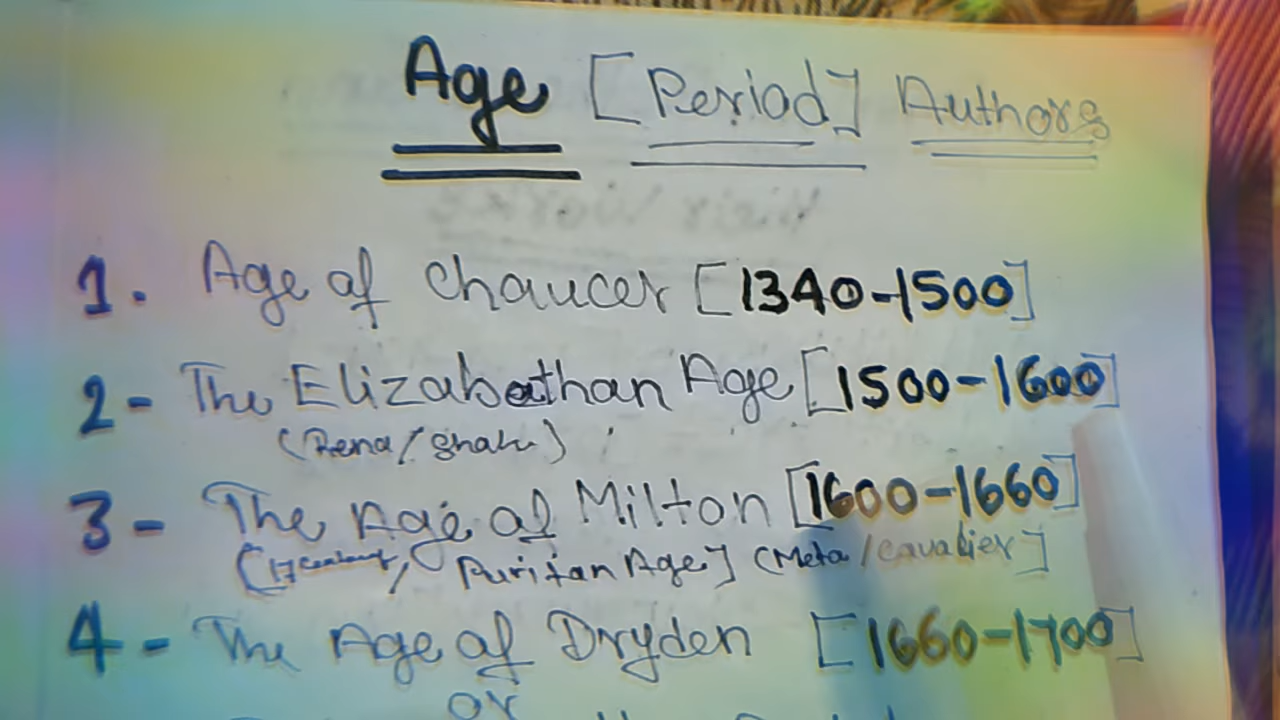 Age [Period] Authors
1. Age of Chaucer [1340-1500]
2- The Elizabethan Age [1500-1600]
(Rena/Shak)
3- The Age of Milton [1600-1660]
[17 century, Puritan Age] (Meta/Cavalier]
4- The Age of Dryden [1660-1700]
or